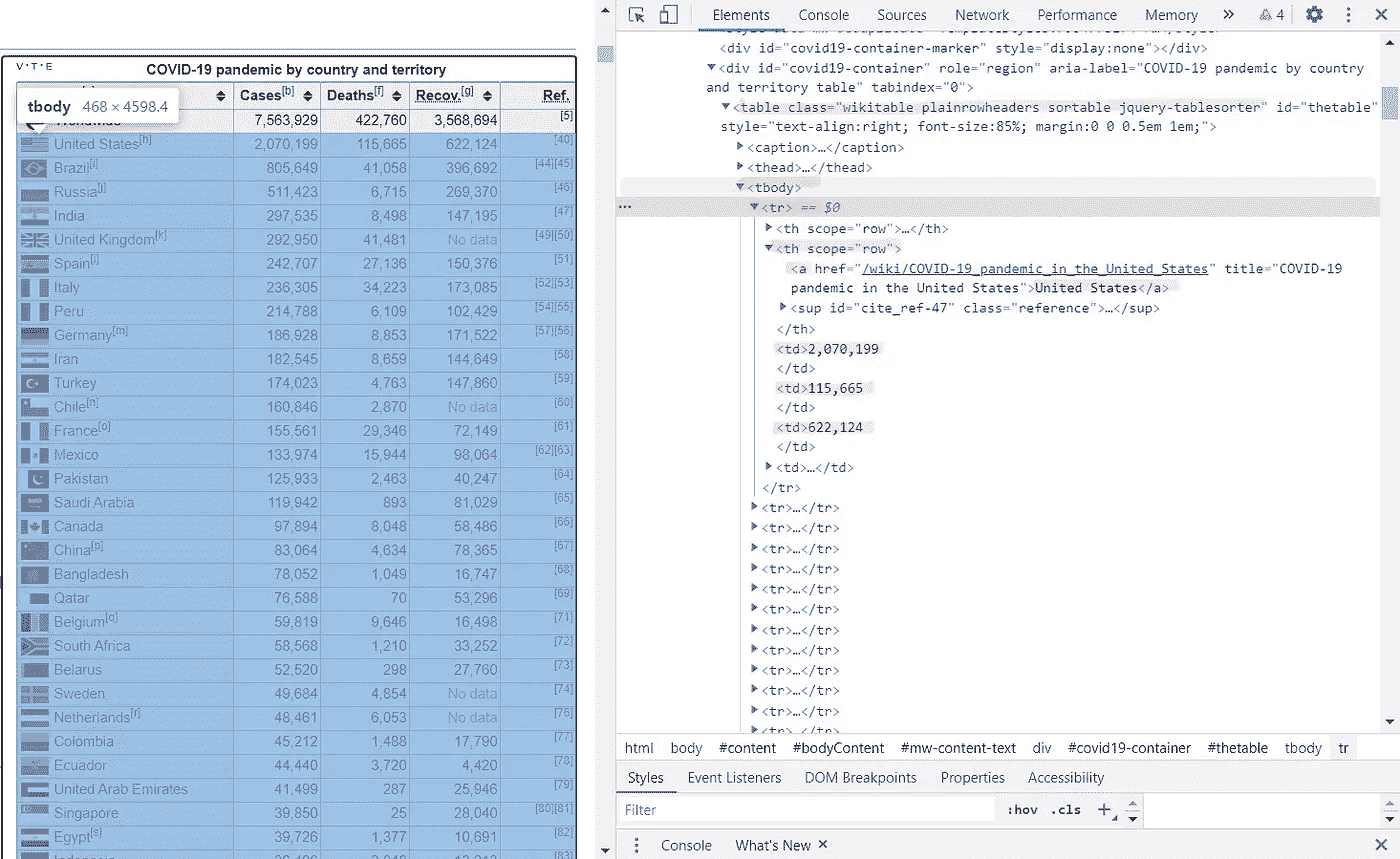 V·T·E
COVID-19 pandemic by country and territory
tbody 468 × 4598.4
Cases[b] Deaths[f] Recov.[g] Ref.
7,563,929 422,760 3,568,694 [5]
United States[h] 2,070,199 115,665 622,124 [40]
Brazil[i] 805,649 41,058 396,692 [44][45]
Russia[j] 511,423 6,715 269,370 [46]
India 297,535 8,498 147,195 [47]
United Kingdom[k] 292,950 41,481 No data [49][50]
Spain[l] 242,707 27,136 150,376 [51]
Italy 236,305 34,223 173,085 [52][53]
Peru 214,788 6,109 102,429 [54][55]
Germany[m] 186,928 8,853 171,522 [57][56]
Iran 182,545 8,659 144,649 [58]
Turkey 174,023 4,763 147,860 [59]
Chile[n] 160,846 2,870 No data [60]
France[o] 155,561 29,346 72,149 [61]
Mexico 133,974 15,944 98,064 [62][63]
Pakistan 125,933 2,463 40,247 [64]
Saudi Arabia 119,942 893 81,029 [65]
Canada 97,894 8,048 58,486 [66]
China[p] 83,064 4,634 78,365 [67]
Bangladesh 78,052 1,049 16,747 [68]
Qatar 76,588 70 53,296 [69]
Belgium[q] 59,819 9,646 16,498 [71]
South Africa 58,568 1,210 33,252 [72]
Belarus 52,520 298 27,760 [73]
Sweden 49,684 4,854 No data [74]
Netherlands[r] 48,461 6,053 No data [76]
Colombia 45,212 1,488 17,790 [77]
Ecuador 44,440 3,720 4,420 [78]
United Arab Emirates 41,499 287 25,946 [79]
Singapore 39,850 25 28,040 [80][81]
Egypt[s] 39,726 1,377 10,691 [82]
Elements Console Sources Network Performance Memory » 4
<div id="covid19-container-marker" style="display:none"></div>
▼<div id="covid19-container" role="region" aria-label="COVID-19 pandemic by country
and territory table" tabindex="0">
▼<table class="wikitable plainrowheaders sortable jquery-tablesorter" id="thetable"
style="text-align:right; font-size:85%; margin:0 0 0.5em 1em;">
▶<caption>…</caption>
▶<thead>…</thead>
▼<tbody>
… ▼<tr> == $0
▶<th scope="row">…</th>
▼<th scope="row">
<a href="/wiki/COVID-19_pandemic_in_the_United_States" title="COVID-19
pandemic in the United States">United States</a>
▶<sup id="cite_ref-47" class="reference">…</sup>
</th>
<td>2,070,199
</td>
<td>115,665
</td>
<td>622,124
</td>
▶<td>…</td>
</tr>
▶<tr>…</tr>
▶<tr>…</tr>
▶<tr>…</tr>
▶<tr>…</tr>
▶<tr>…</tr>
▶<tr>…</tr>
▶<tr>…</tr>
▶<tr>…</tr>
▶<tr>…</tr>
▶<tr>…</tr>
▶<tr>…</tr>
▶<tr>…</tr>
html body #content #bodyContent #mw-content-text div #covid19-container #thetable tbody tr
Styles Event Listeners DOM Breakpoints Properties Accessibility
Filter :hov .cls +
Console What's New ×